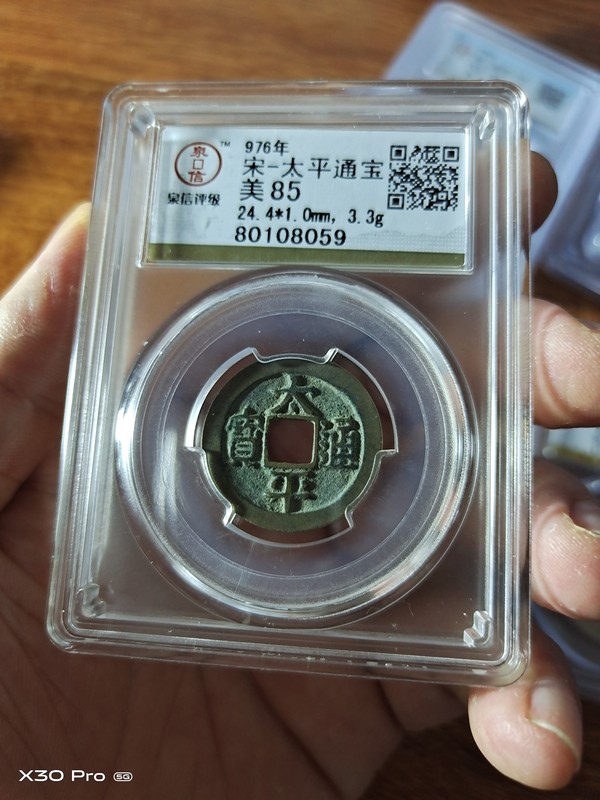 泉
信
TM
泉信评级
976年
宋-太平通宝
美85
24.4*1.0mm, 3.3g
80108059
太
寶 通
平
X30 Pro 5G